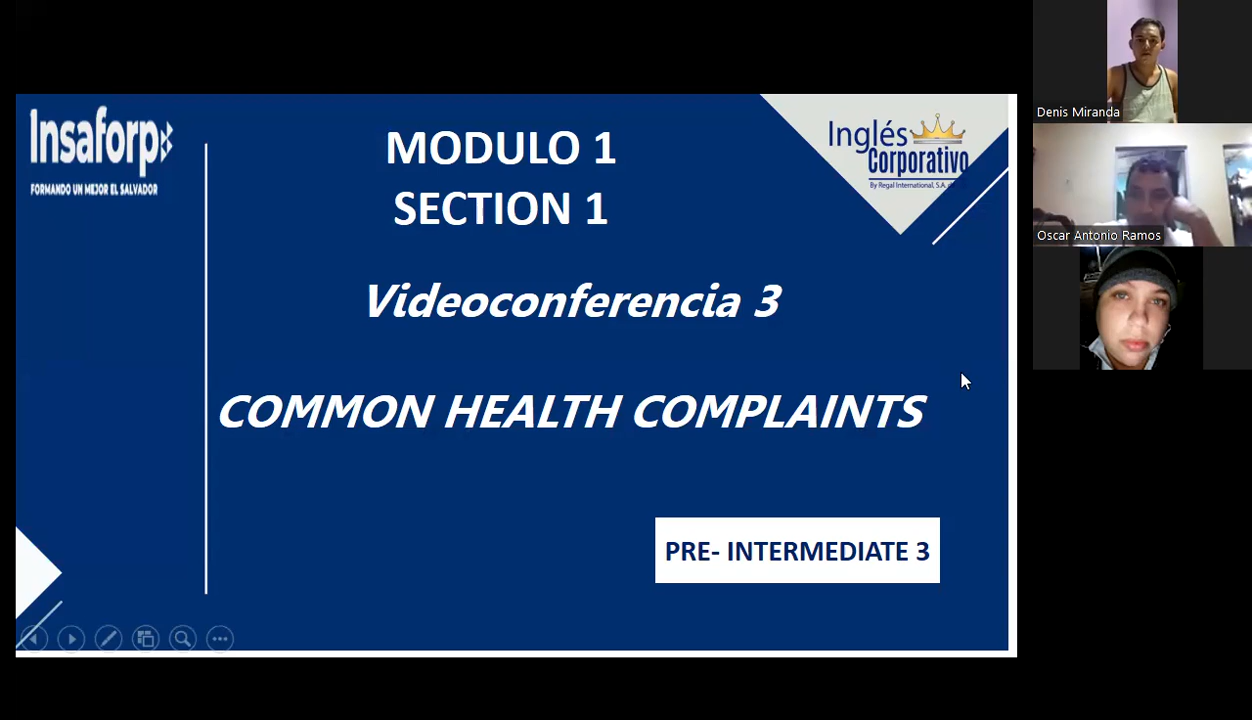 Insaforp
FORMANDO UN MEJOR EL SALVADOR
MODULO 1
SECTION 1
Inglés
Corporativo
By Regal International, S.A.
Videoconferencia 3
COMMON HEALTH COMPLAINTS
PRE- INTERMEDIATE 3
Denis Miranda
Oscar Antonio Ramos